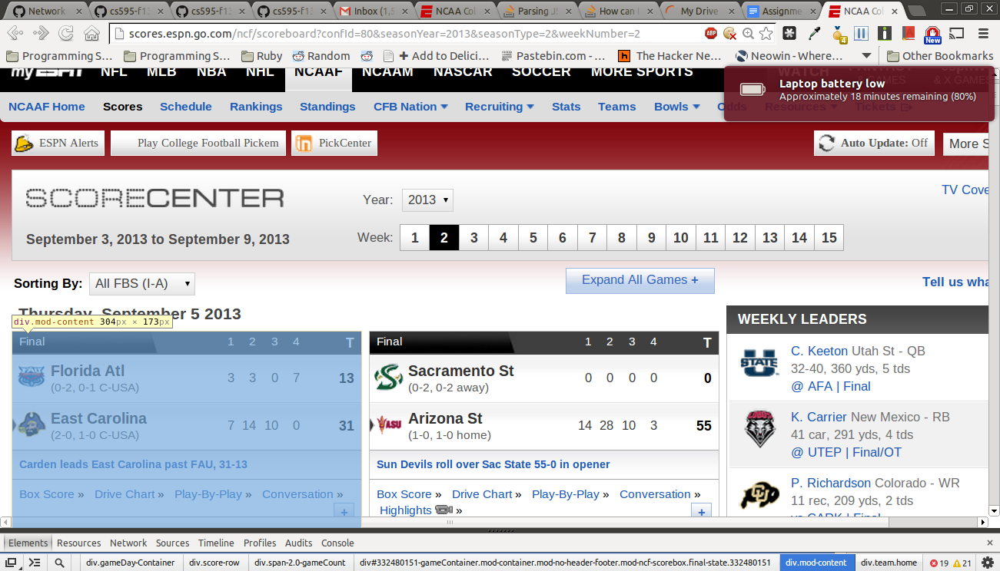 Network cs595-f13 cs595-f13 cs595-f13 Inbox (1,5 NCAA Col Parsing JS How can I My Drive Assignme NCAA Col
scores.espn.go.com/ncf/scoreboard?confId=80&seasonYear=2013&seasonType=2&weekNumber=2 ABP 4 New
Programming S... Programming S... Ruby Random + Add to Delici... Pastebin.com - ... h The Hacker Ne... Neowin - Where... Other Bookmarks
myESPN NFL MLB NBA NHL NCAAF NCAAM NASCAR SOCCER MORE SPORTS WATCH
Laptop battery low
Approximately 18 minutes remaining (80%)
NCAAF Home Scores Schedule Rankings Standings CFB Nation Recruiting Stats Teams Bowls Odds Resources Tickets
ESPN Alerts Play College Football Pickem in PickCenter Auto Update: Off More S
SCORECENTER Year: 2013 TV Cove
September 3, 2013 to September 9, 2013 Week: 1 2 3 4 5 6 7 8 9 10 11 12 13 14 15
Sorting By: All FBS (I-A) Expand All Games + Tell us wha
Thursday, September 5 2013
div.mod-content 304px × 173px
Final 1 2 3 4 T
Florida Atl 3 3 0 7 13
(0-2, 0-1 C-USA)
East Carolina 7 14 10 0 31
(2-0, 1-0 C-USA)
Carden leads East Carolina past FAU, 31-13
Box Score » Drive Chart » Play-By-Play » Conversation »
+
Final 1 2 3 4 T
Sacramento St 0 0 0 0 0
(0-2, 0-2 away)
ASU Arizona St 14 28 10 3 55
(1-0, 1-0 home)
Sun Devils roll over Sac State 55-0 in opener
Box Score » Drive Chart » Play-By-Play » Conversation »
Highlights »
+
WEEKLY LEADERS
STATE C. Keeton Utah St - QB
32-40, 360 yds, 5 tds
@ AFA | Final
K. Carrier New Mexico - RB
41 car, 291 yds, 4 tds
@ UTEP | Final/OT
P. Richardson Colorado - WR
11 rec, 209 yds, 2 tds
vs CARK | Final
Elements Resources Network Sources Timeline Profiles Audits Console
div.gameDay-Container div.score-row div.span-2.0-gameCount div#332480151-gameContainer.mod-container.mod-no-header-footer.mod-ncf-scorebox.final-state.332480151 div.mod-content div.team.home 19 21